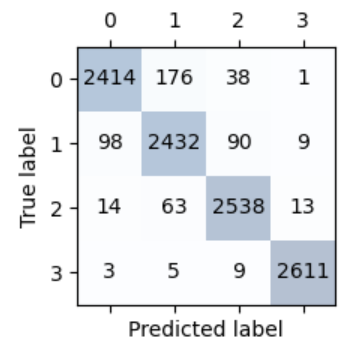 0 1 2 3
0 2414 176 38 1
1 98 2432 90 9
2 14 63 2538 13
3 3 5 9 2611
True label
Predicted label